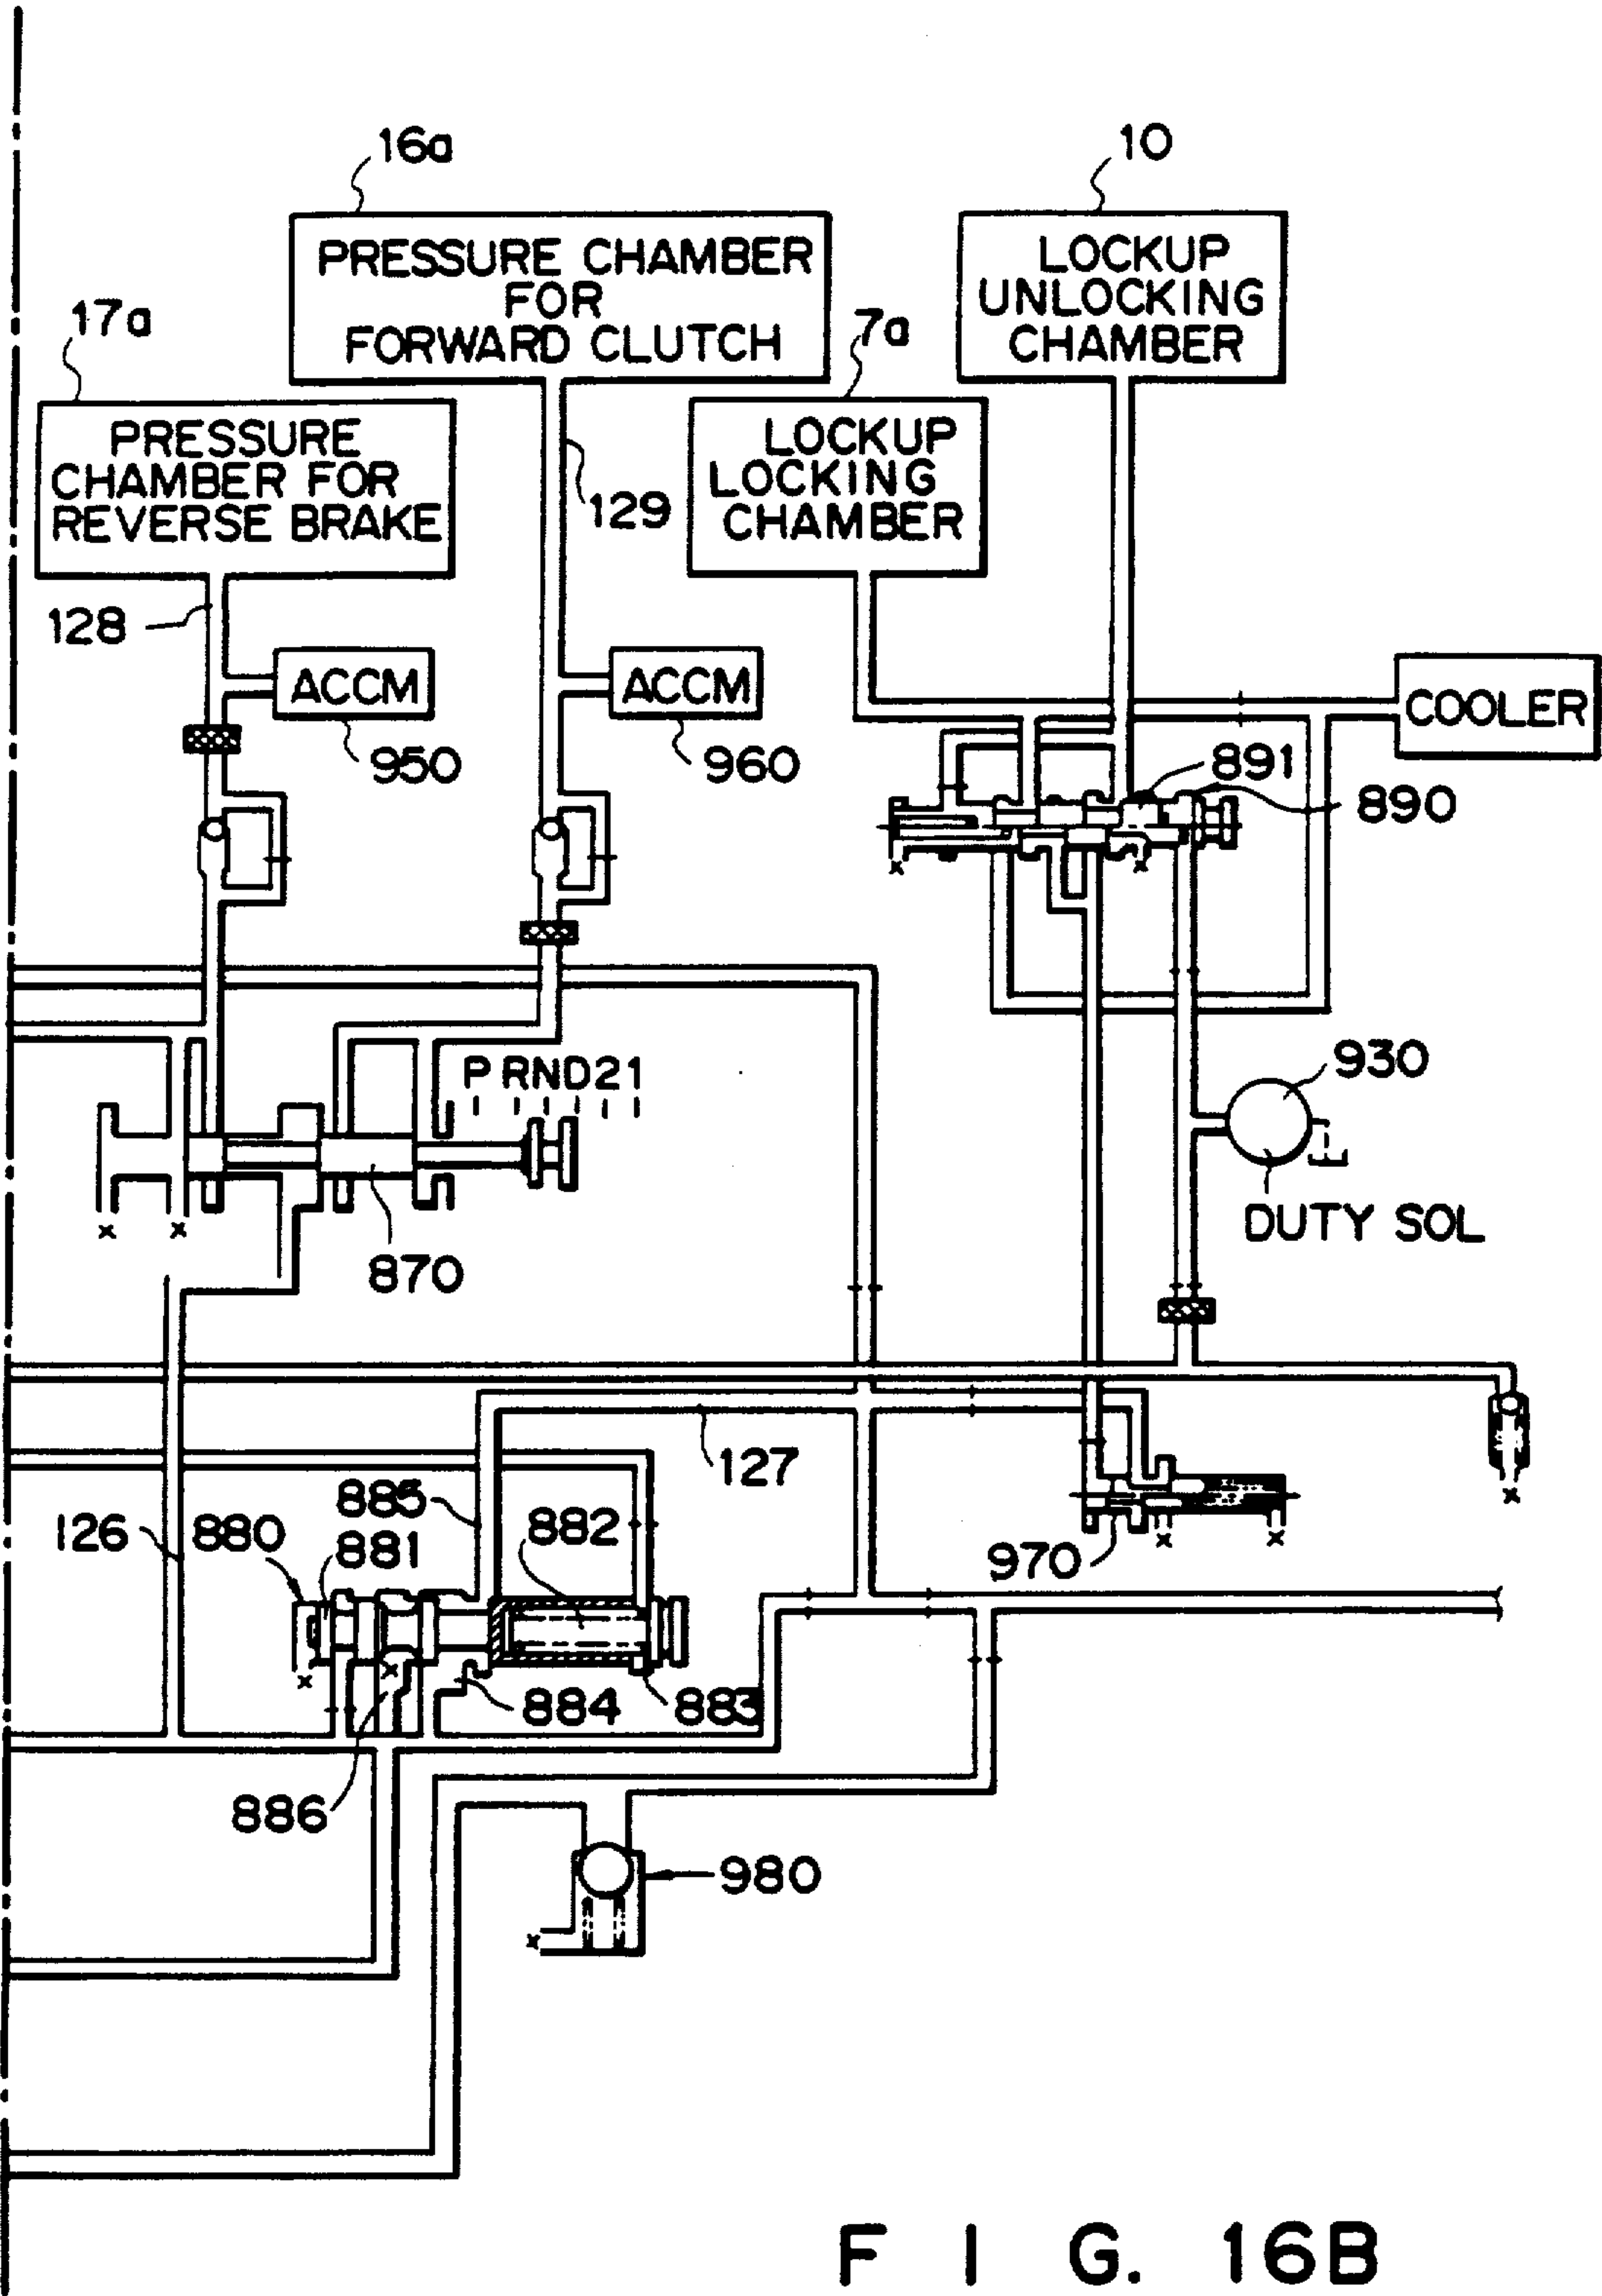 16a
10
PRESSURE CHAMBER
FOR
FORWARD CLUTCH
LOCKUP
UNLOCKING
CHAMBER
17a
7a
PRESSURE
CHAMBER FOR
REVERSE BRAKE
LOCKUP
LOCKING
CHAMBER
129
128
ACCM
ACCM
COOLER
950
960
891
890
P R N D 2 1
930
DUTY SOL
870
127
885
126
880
881
882
970
884
883
886
980
F I G. 16B